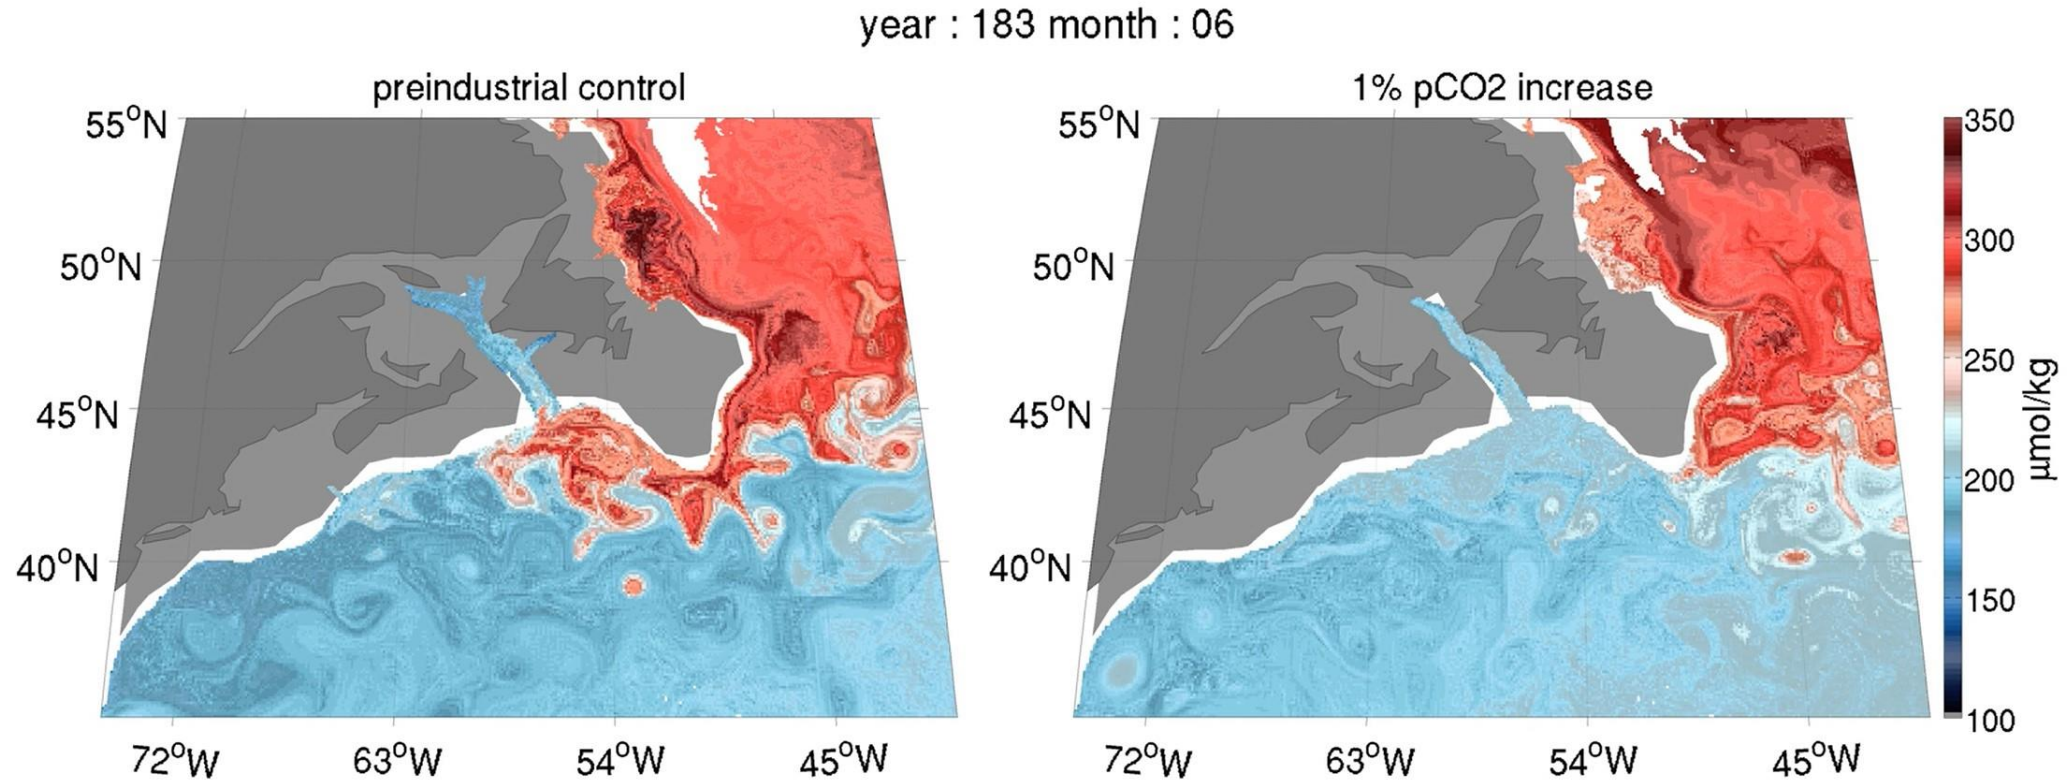 year : 183 month : 06
preindustrial control
1% pCO2 increase
55°N
50°N
45°N
40°N
72°W
63°W
54°W
45°W
55°N
50°N
45°N
40°N
72°W
63°W
54°W
45°W
350
300
250
200
150
100
μmol/kg